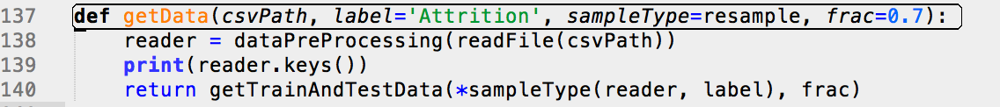 137 def getData(csvPath, label='Attrition', sampleType=resample, frac=0.7):
138     reader = dataPreProcessing(readFile(csvPath))
139     print(reader.keys())
140     return getTrainAndTestData(*sampleType(reader, label), frac)